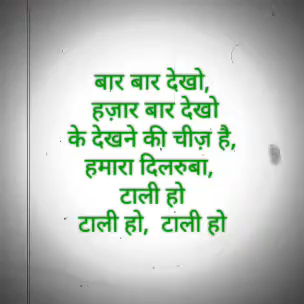 बार बार देखो,
हज़ार बार देखो
के देखने की चीज़ है,
हमारा दिलरुबा,
टाली हो
टाली हो, टाली हो